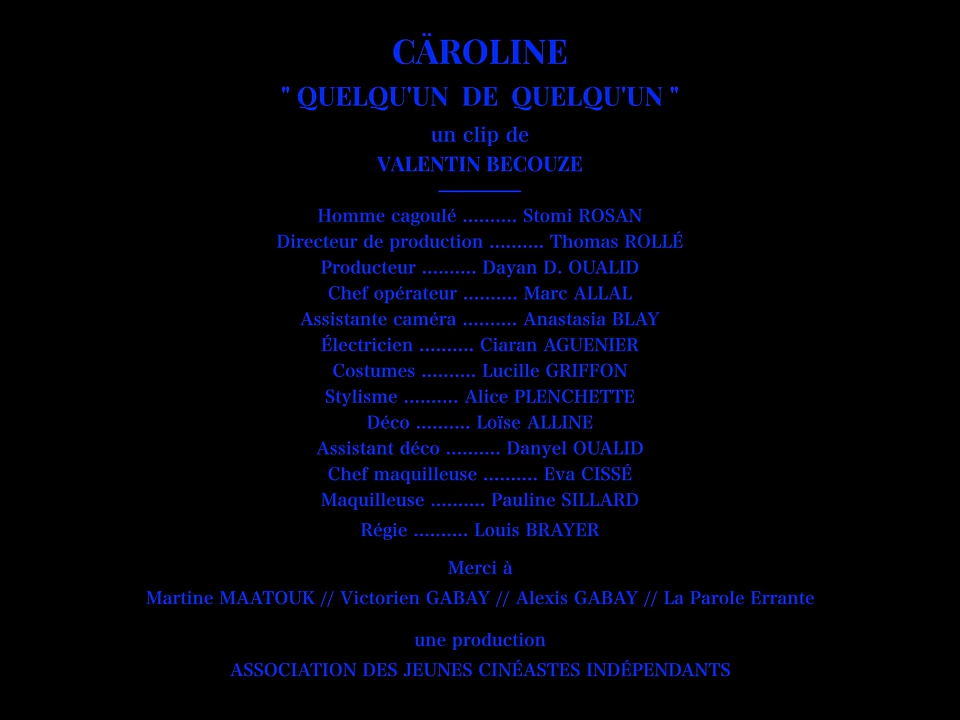 CÄROLINE
" QUELQU'UN DE QUELQU'UN "
un clip de
VALENTIN BECOUZE
Homme cagoulé .......... Stomi ROSAN
Directeur de production .......... Thomas ROLLÉ
Producteur .......... Dayan D. OUALID
Chef opérateur .......... Marc ALLAL
Assistante caméra .......... Anastasia BLAY
Électricien .......... Ciaran AGUENIER
Costumes .......... Lucille GRIFFON
Stylisme .......... Alice PLENCHETTE
Déco .......... Loïse ALLINE
Assistant déco .......... Danyel OUALID
Chef maquilleuse .......... Eva CISSÉ
Maquilleuse .......... Pauline SILLARD
Régie .......... Louis BRAYER
Merci à
Martine MAATOUK // Victorien GABAY // Alexis GABAY // La Parole Errante
une production
ASSOCIATION DES JEUNES CINÉASTES INDÉPENDANTS